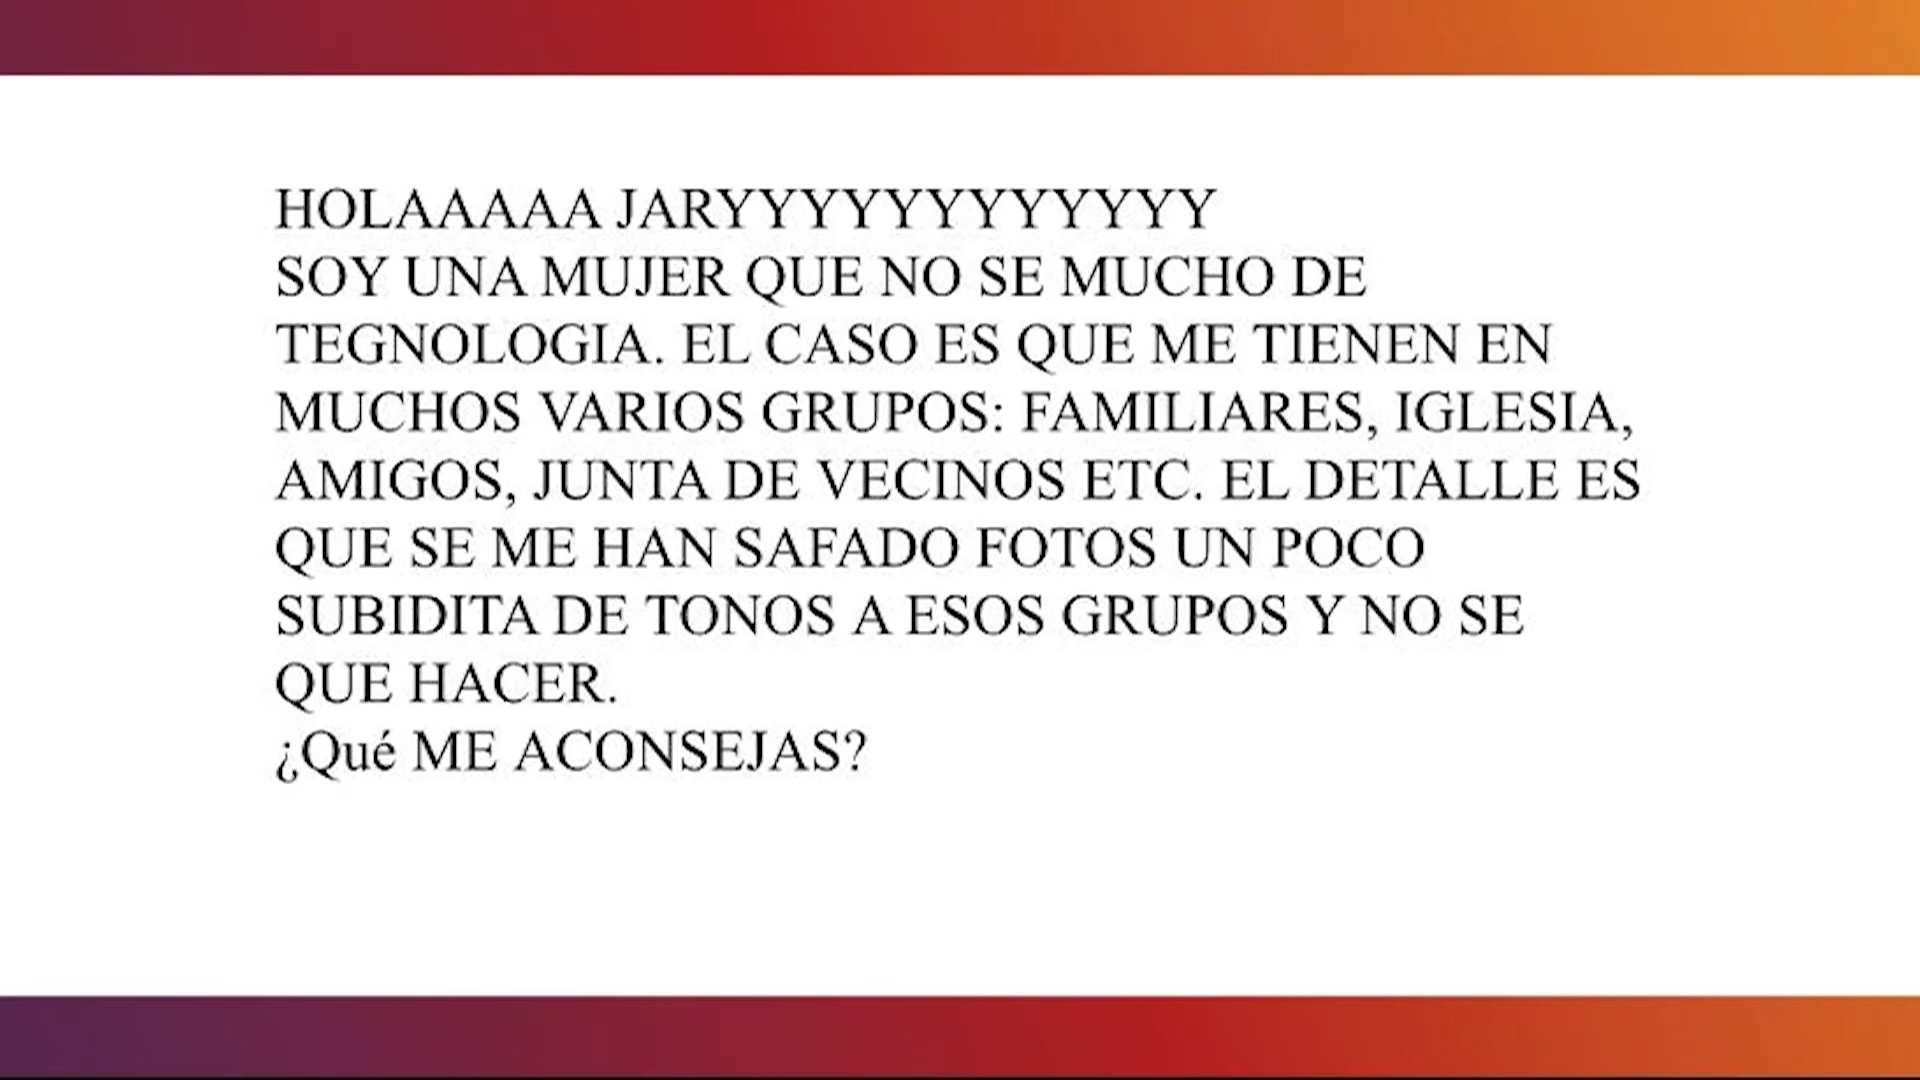 HOLAAAAA JARYYYYYYYYYYYYY
SOY UNA MUJER QUE NO SE MUCHO DE
TEGNOLOGIA. EL CASO ES QUE ME TIENEN EN
MUCHOS VARIOS GRUPOS: FAMILIARES, IGLESIA,
AMIGOS, JUNTA DE VECINOS ETC. EL DETALLE ES
QUE SE ME HAN SAFADO FOTOS UN POCO
SUBIDITA DE TONOS A ESOS GRUPOS Y NO SE
QUE HACER.
¿Qué ME ACONSEJAS?